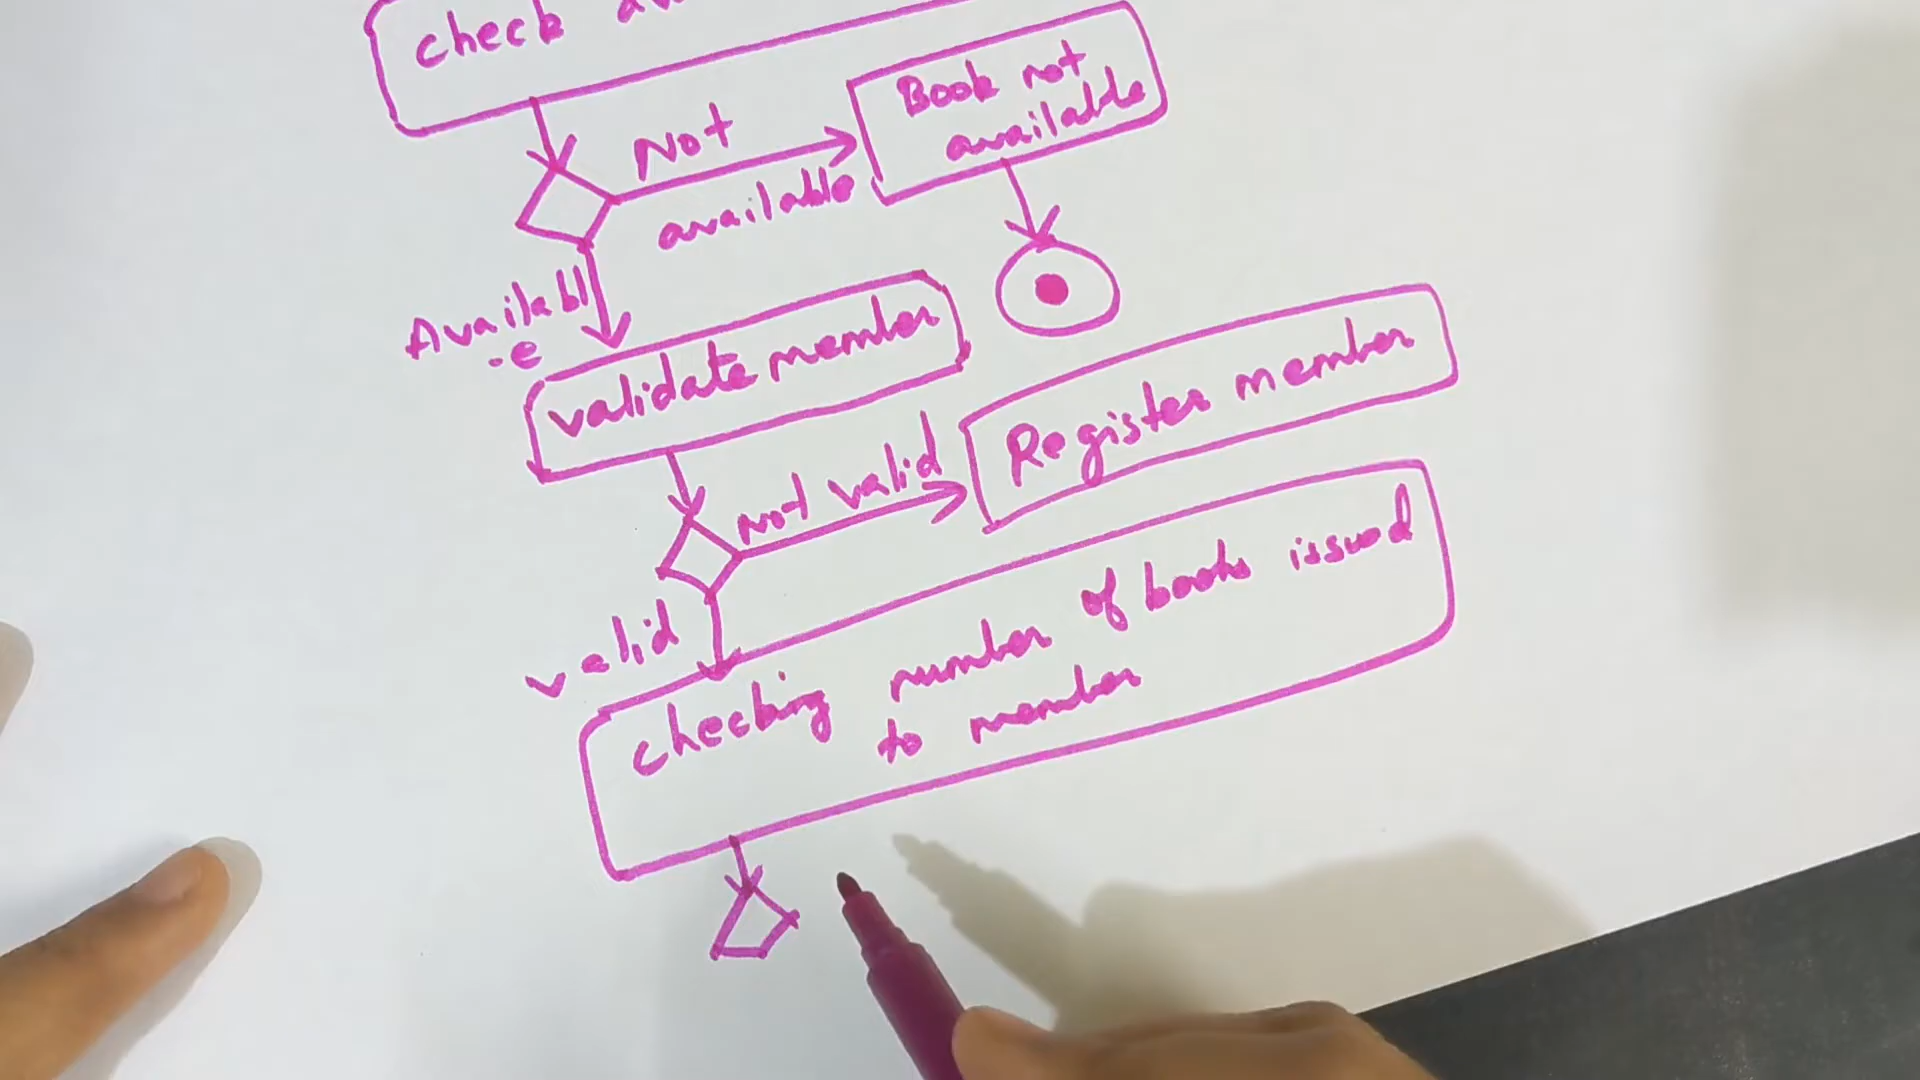 check
Book not
available
Not
available
Availabl
-e
validate member
Not valid
Register member
valid
checking number of books issued
to member